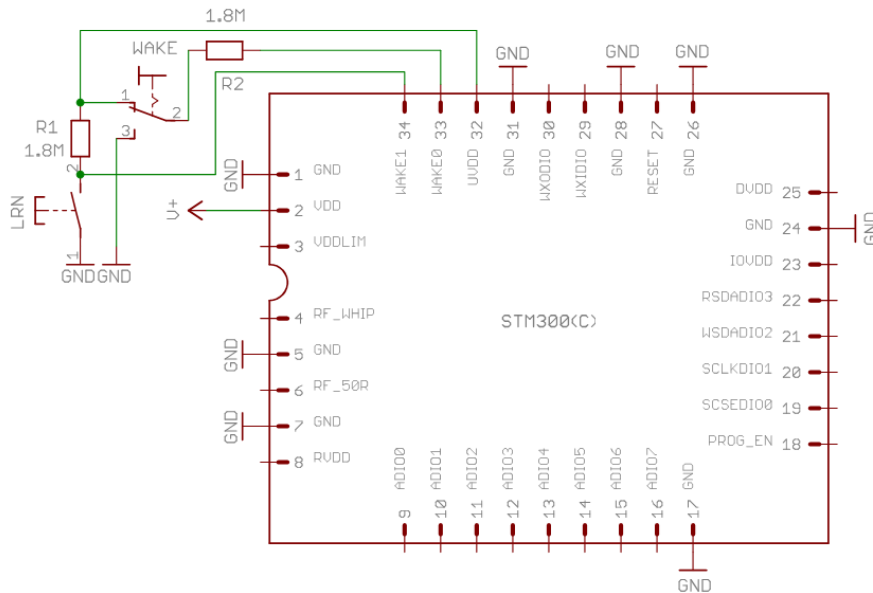 1.8M
WAKE
R2
GND
GND
GND
1
2
R1
1.8M
3
2
LRN
1
GND
GND
V+
34
33
32
31
30
29
28
27
26
WAKE1
WAKE0
UVDD
GND
WXODIO
WXIDIO
GND
RESET
GND
GND
1
GND
2
VDD
3
VDDLIM
4
RF_WHIP
GND
5
GND
6
RF_50R
GND
7
GND
8
RVDD
STM300(C)
DVDD
25
GND
24
GND
IOVDD
23
RSDADIO3
22
WSDADIO2
21
SCLKDIO1
20
SCSEDIO0
19
PROG_EN
18
ADIO0
ADIO1
ADIO2
ADIO3
ADIO4
ADIO5
ADIO6
ADIO7
GND
9
10
11
12
13
14
15
16
17
GND